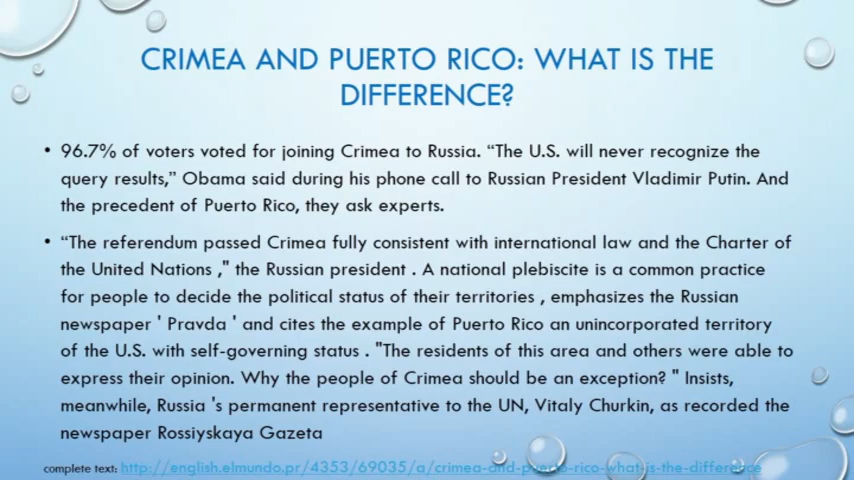 CRIMEA AND PUERTO RICO: WHAT IS THE
DIFFERENCE?
• 96.7% of voters voted for joining Crimea to Russia. “The U.S. will never recognize the
query results,” Obama said during his phone call to Russian President Vladimir Putin. And
the precedent of Puerto Rico, they ask experts.
• “The referendum passed Crimea fully consistent with international law and the Charter of
the United Nations ," the Russian president . A national plebiscite is a common practice
for people to decide the political status of their territories , emphasizes the Russian
newspaper ' Pravda ' and cites the example of Puerto Rico an unincorporated territory
of the U.S. with self-governing status . "The residents of this area and others were able to
express their opinion. Why the people of Crimea should be an exception? " Insists,
meanwhile, Russia 's permanent representative to the UN, Vitaly Churkin, as recorded the
newspaper Rossiyskaya Gazeta
complete text: http://english.elmundo.pr/4353/69035/a/crimea-and-puerto-rico-what-is-the-difference